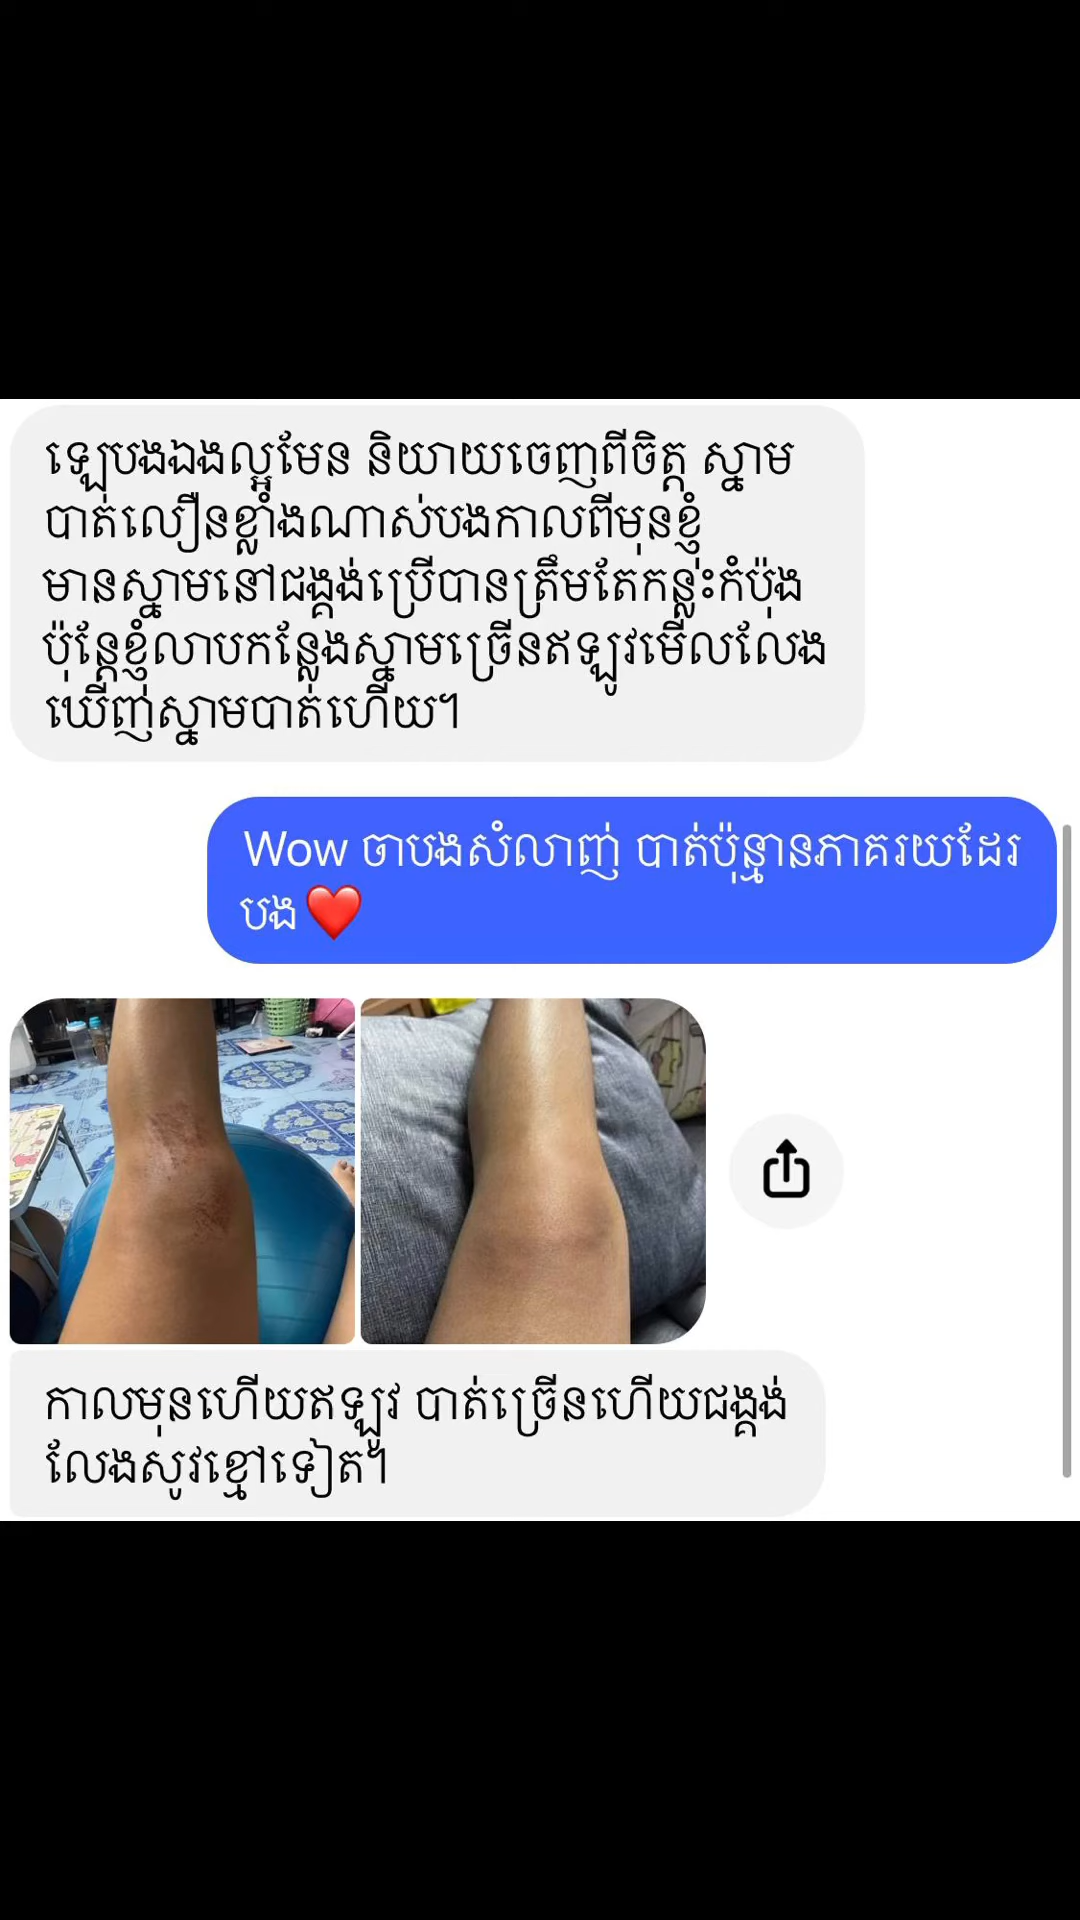 ឡេបងឯងល្អមែន និយាយចេញពីចិត្ត ស្នាម
បាត់លឿនខ្លាំងណាស់បងកាលពីមុនខ្ញុំ
មានស្នាមនៅជង្គង់ប្រើបានត្រឹមតែកន្លះកំប៉ុង
ប៉ុន្តែខ្ញុំលាបកន្លែងស្នាមច្រើនឥឡូវមើលលែង
ឃើញស្នាមបាត់ហើយ។
Wow ចាបងសំលាញ់ បាត់ប៉ុន្មានភាគរយដែរ
បង ❤️
កាលមុនហើយឥឡូវ បាត់ច្រើនហើយជង្គង់
លែងសូវខ្មៅទៀត។